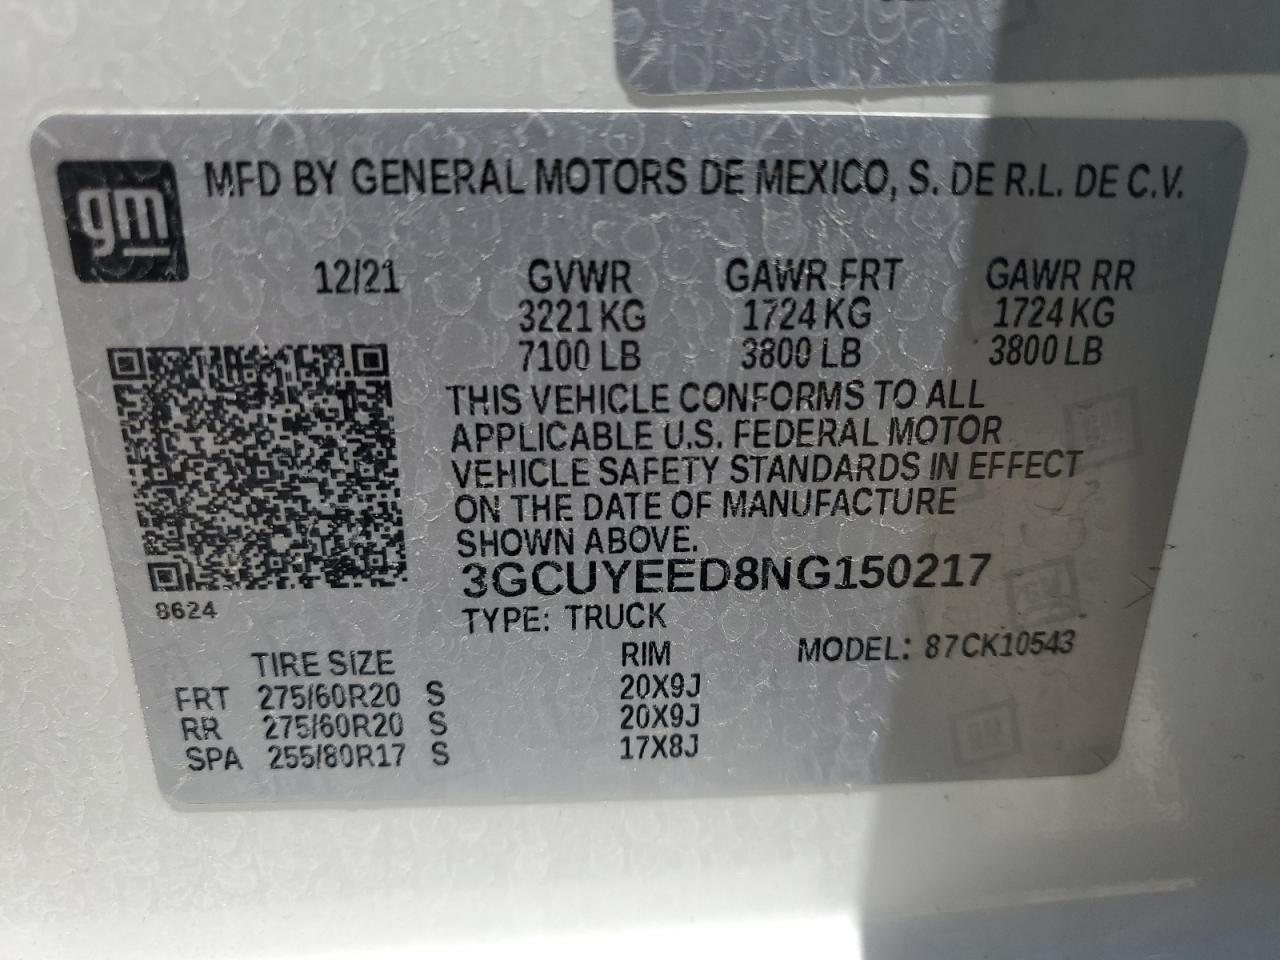 gm
MFD BY GENERAL MOTORS DE MEXICO, S. DE R.L. DE C.V.
12/21 GVWR GAWR FRT GAWR RR
3221 KG 1724 KG 1724 KG
7100 LB 3800 LB 3800 LB
THIS VEHICLE CONFORMS TO ALL
APPLICABLE U.S. FEDERAL MOTOR
VEHICLE SAFETY STANDARDS IN EFFECT
ON THE DATE OF MANUFACTURE
SHOWN ABOVE.
3GCUYEED8NG150217
8624
TYPE: TRUCK
MODEL: 87CK10543
TIRE SIZE RIM
FRT 275/60R20 S 20X9J
RR 275/60R20 S 20X9J
SPA 255/80R17 S 17X8J